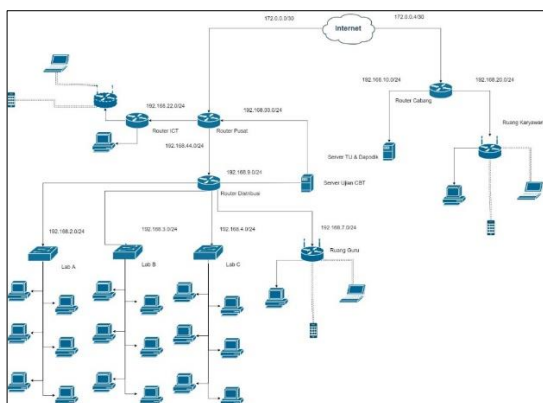 172.0.0.0/30
172.0.0.4/30
Internet
192.168.10.0/24
192.168.20.0/24
Router Cabang
192.168.22.0/24
192.168.55.0/24
Router ICT
Router Pusat
Ruang Karyawan
192.168.44.0/24
Server TU & Dapodik
192.168.9.0/24
Server Ujian CBT
Router Distribusi
192.168.2.0/24
192.168.3.0/24
192.168.4.0/24
192.168.7.0/24
Ruang Guru
Lab A
Lab B
Lab C